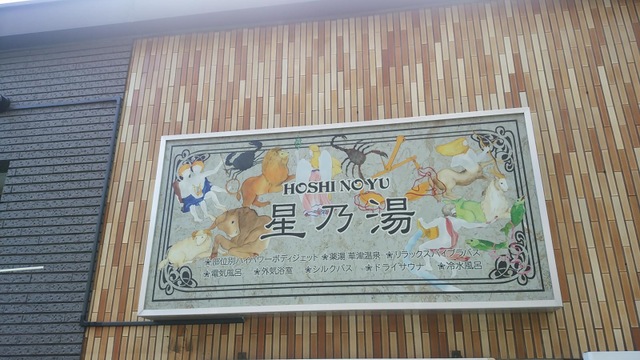 HOSHI NO YU
星乃湯
★部位別ハイパワーボディジェット ★薬湯 草津温泉 ★リラックスバイブラバス
★電気風呂 ★外気浴室 ★シルクバス ★ドライサウナ ★冷水風呂